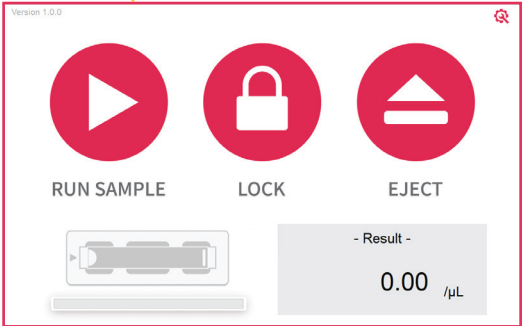 Version 1.0.0
RUN SAMPLE
LOCK
EJECT
- Result -
0.00 /μL